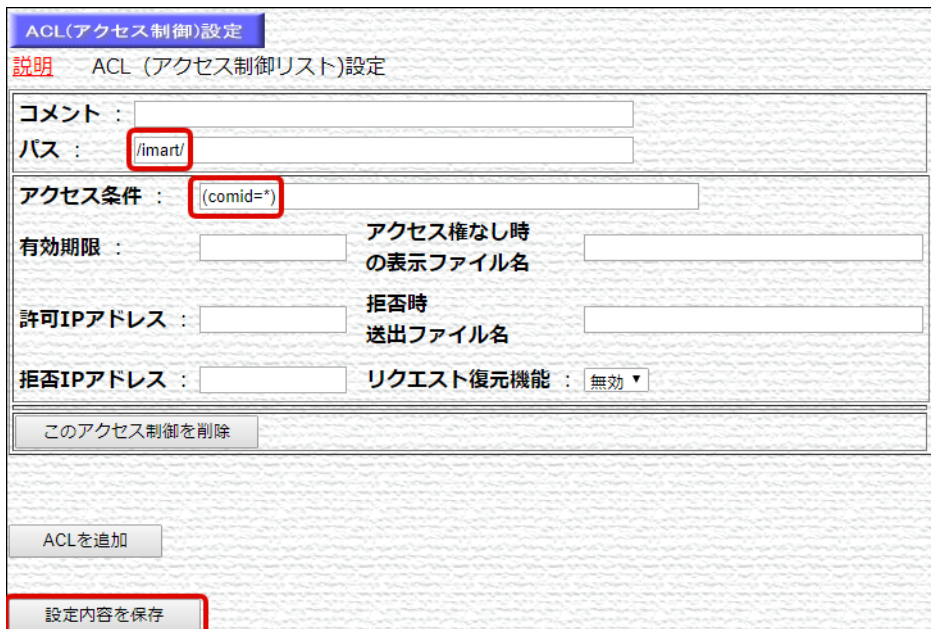 ACL(アクセス制御)設定
説明 ACL (アクセス制御リスト)設定
コメント :
パス : /imart/
アクセス条件 : (comid=*)
有効期限 : アクセス権なし時
の表示ファイル名
許可IPアドレス : 拒否時
送出ファイル名
拒否IPアドレス : リクエスト復元機能 : 無効▼
このアクセス制御を削除
ACLを追加
設定内容を保存